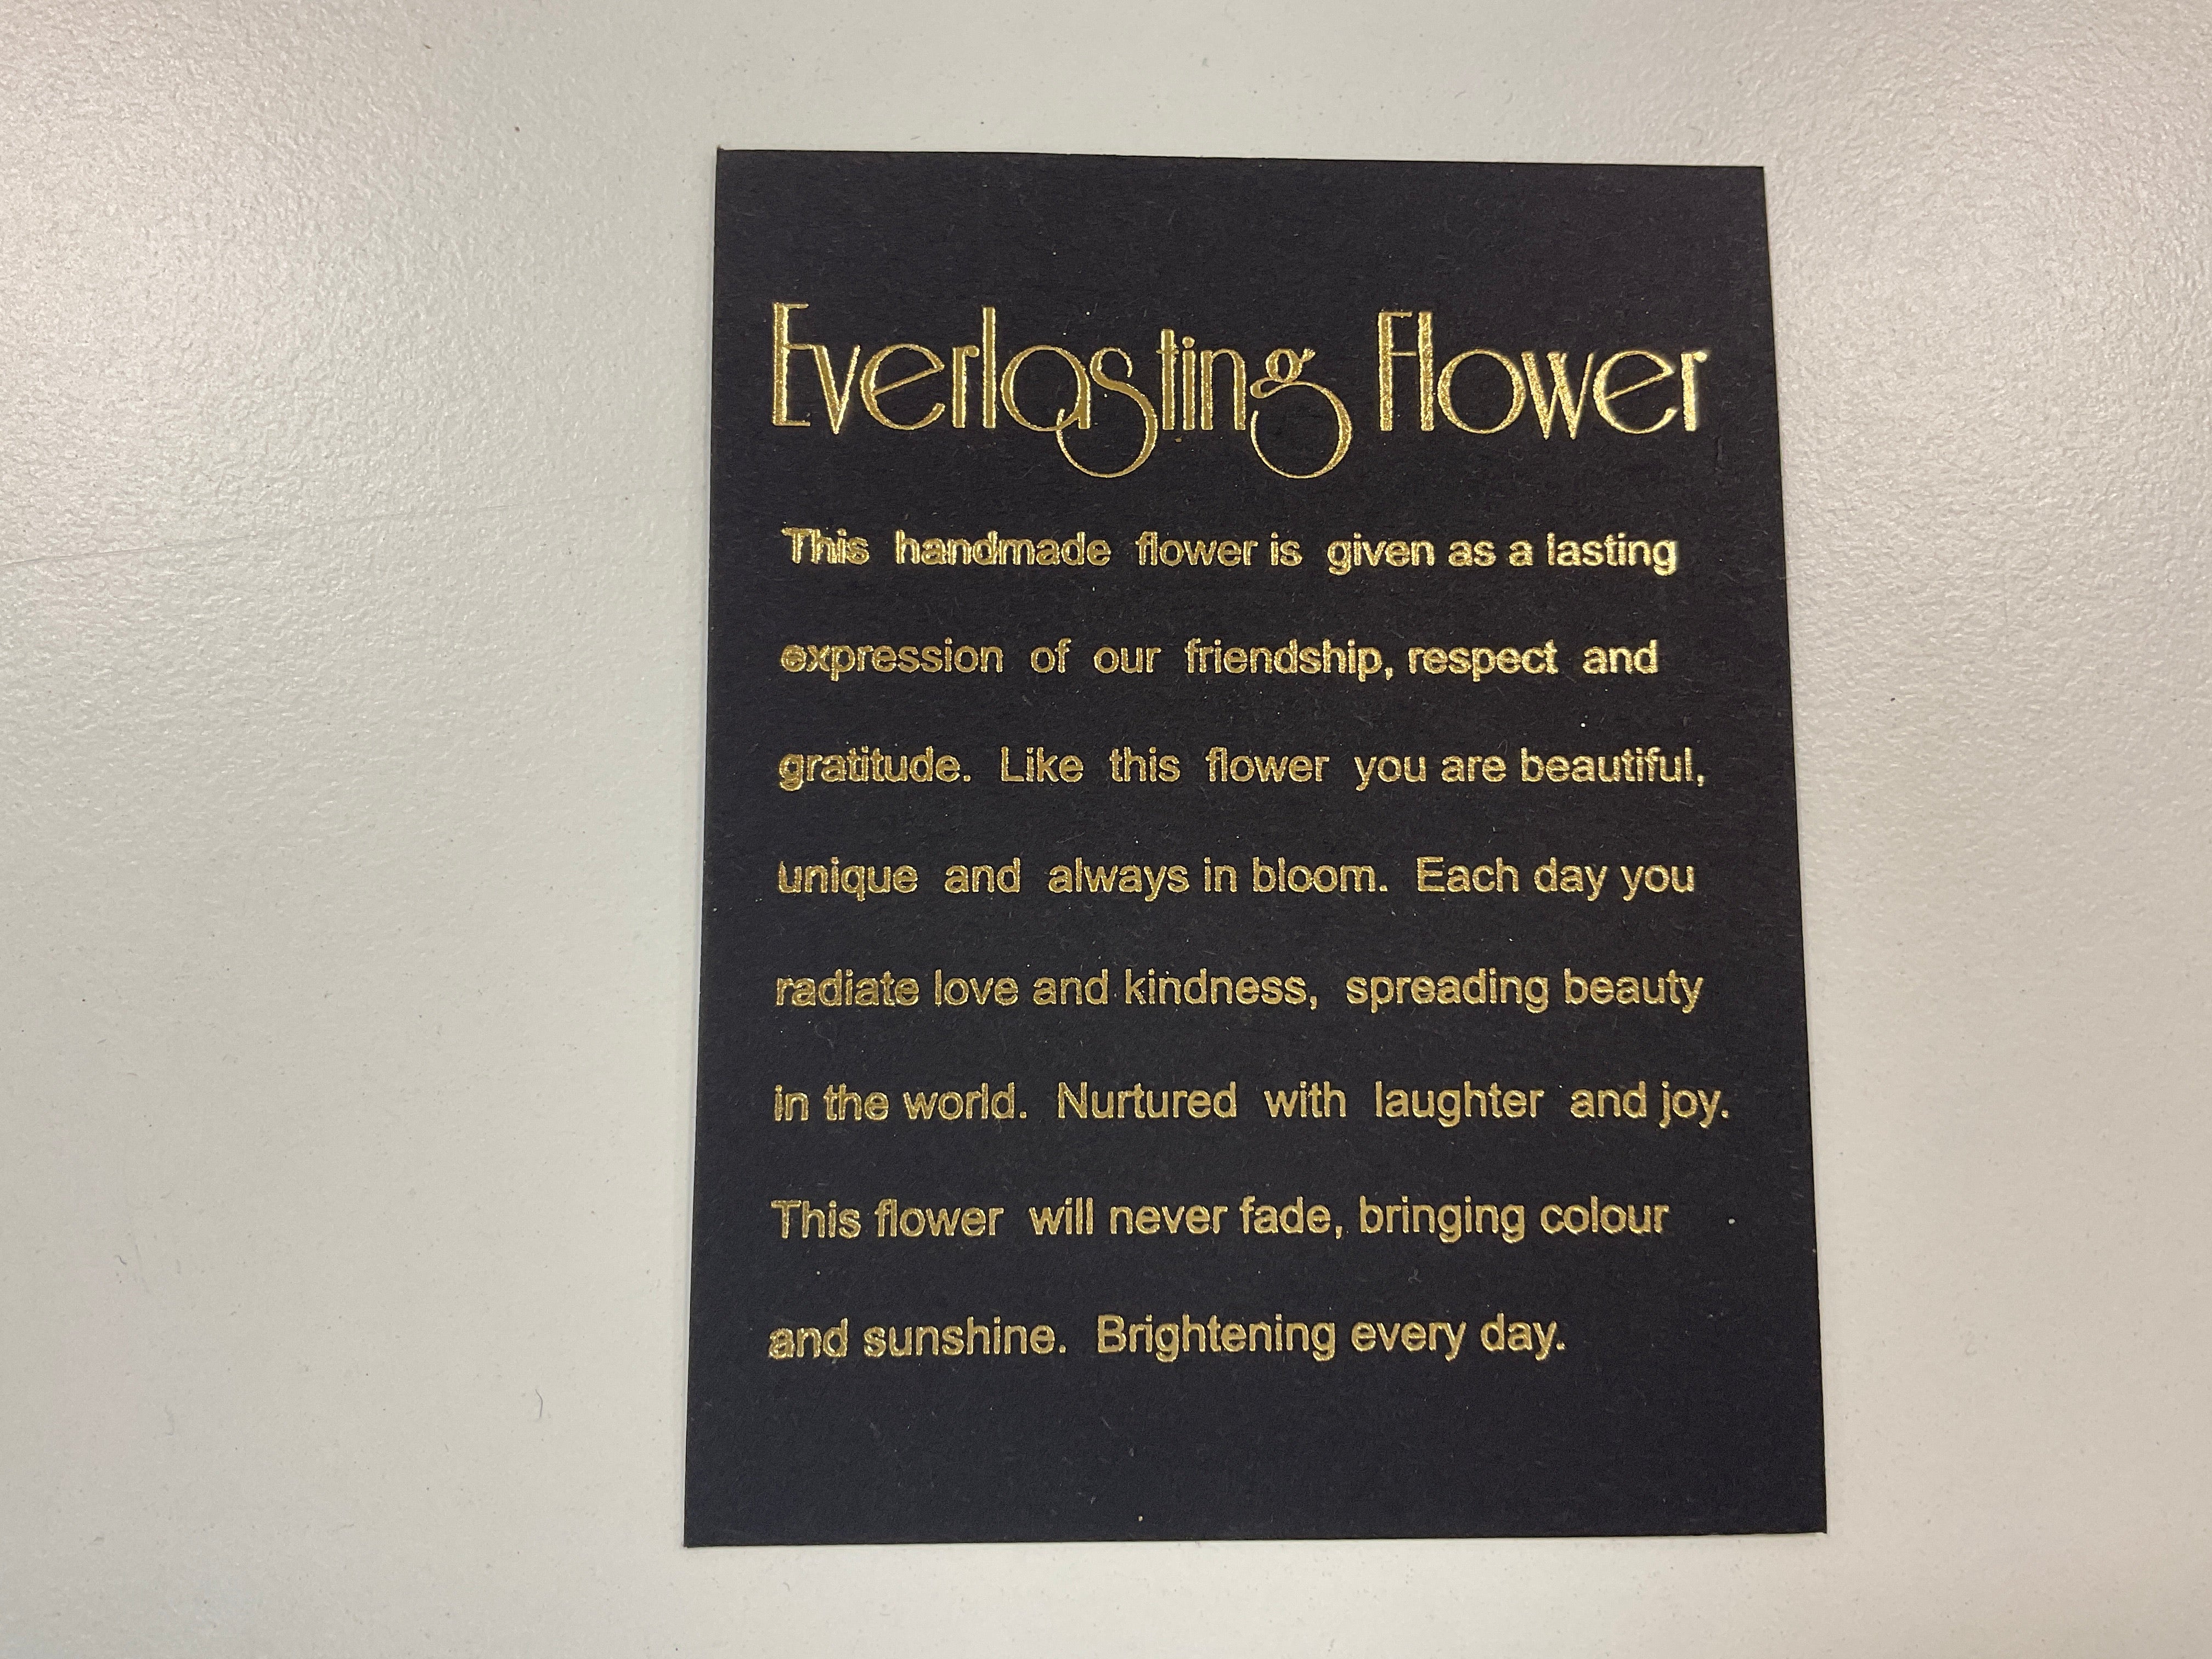 Everlasting Flower
This handmade flower is given as a lasting
expression of our friendship, respect and
gratitude. Like this flower you are beautiful,
unique and always in bloom. Each day you
radiate love and kindness, spreading beauty
in the world. Nurtured with laughter and joy.
This flower will never fade, bringing colour
and sunshine. Brightening every day.